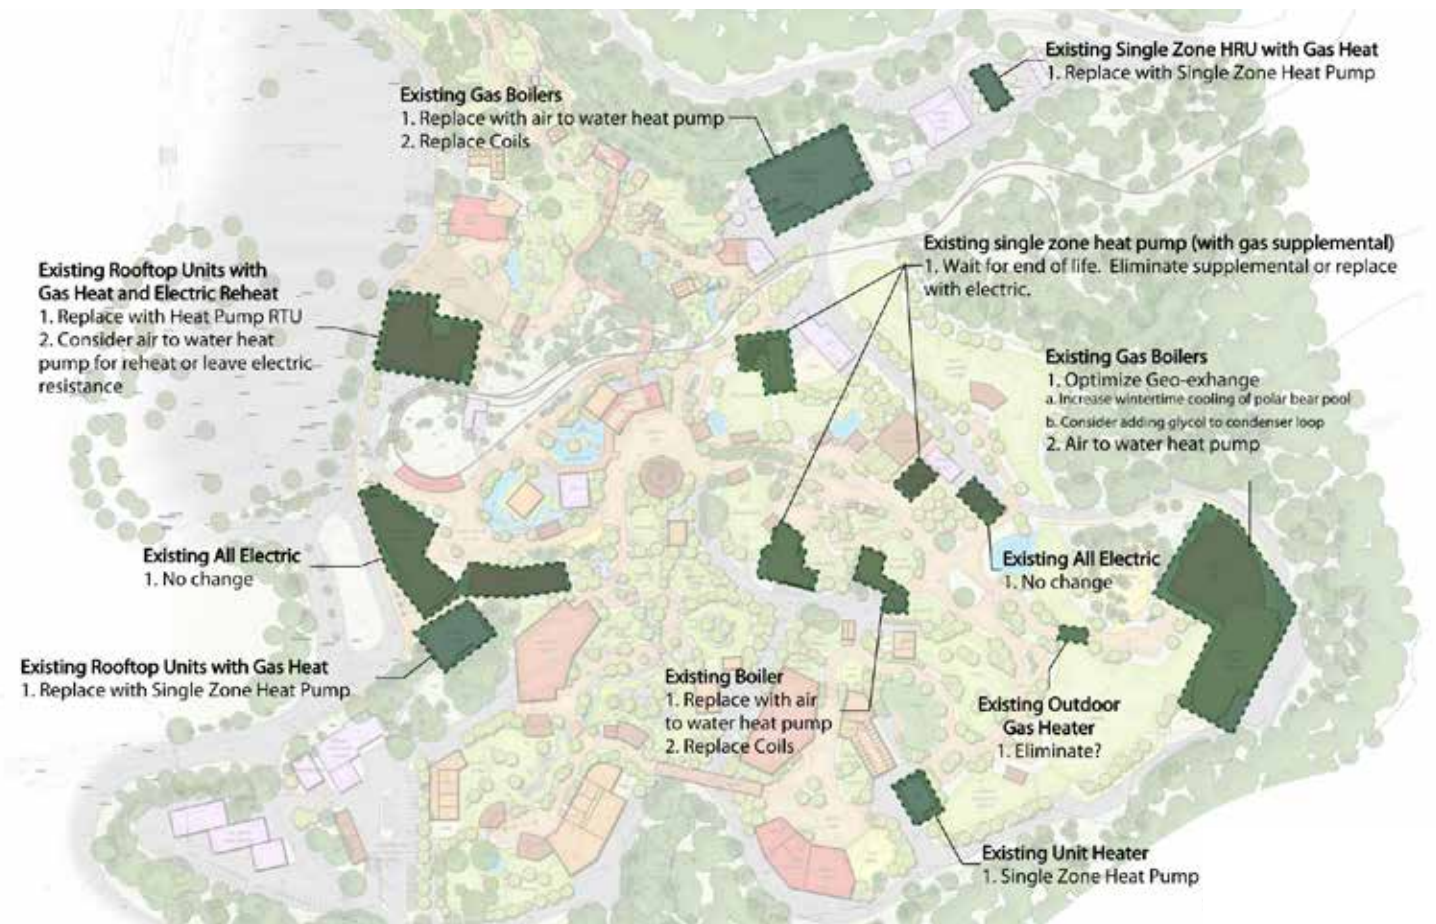 Existing Single Zone HRU with Gas Heat
1. Replace with Single Zone Heat Pump
Existing Gas Boilers
1. Replace with air to water heat pump
2. Replace Coils
Existing single zone heat pump (with gas supplemental)
1. Wait for end of life. Eliminate supplemental or replace
with electric.
Existing Rooftop Units with
Gas Heat and Electric Reheat
1. Replace with Heat Pump RTU
2. Consider air to water heat
pump for reheat or leave electric
resistance
Existing Gas Boilers
1. Optimize Geo-exhange
a. Increase wintertime cooling of polar bear pool
b. Consider adding glycol to condenser loop
2. Air to water heat pump
Existing All Electric
1. No change
Existing All Electric
1. No change
Existing Rooftop Units with Gas Heat
1. Replace with Single Zone Heat Pump
Existing Boiler
1. Replace with air
to water heat pump
2. Replace Coils
Existing Outdoor
Gas Heater
1. Eliminate?
Existing Unit Heater
1. Single Zone Heat Pump